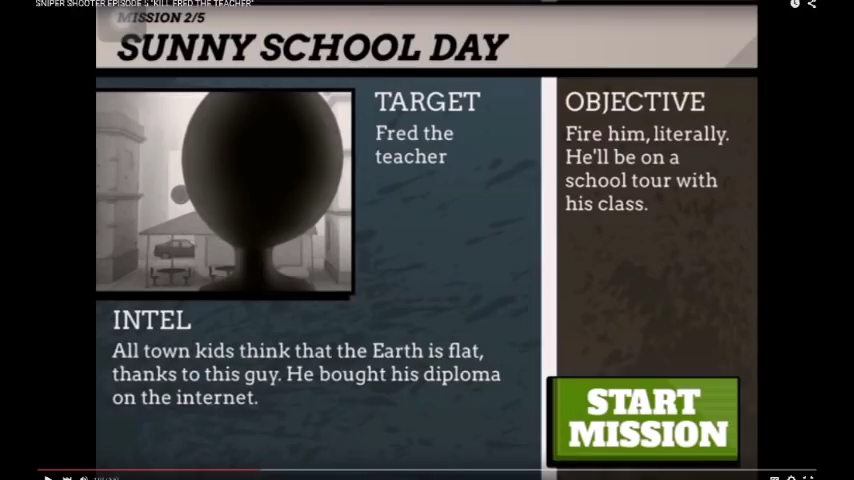 SNIPER SHOOTER EPISODE 5 "KILL FRED THE TEACHER"
MISSION 2/5
SUNNY SCHOOL DAY
TARGET
Fred the
teacher
OBJECTIVE
Fire him, literally.
He'll be on a
school tour with
his class.
INTEL
All town kids think that the Earth is flat,
thanks to this guy. He bought his diploma
on the internet.
START
MISSION